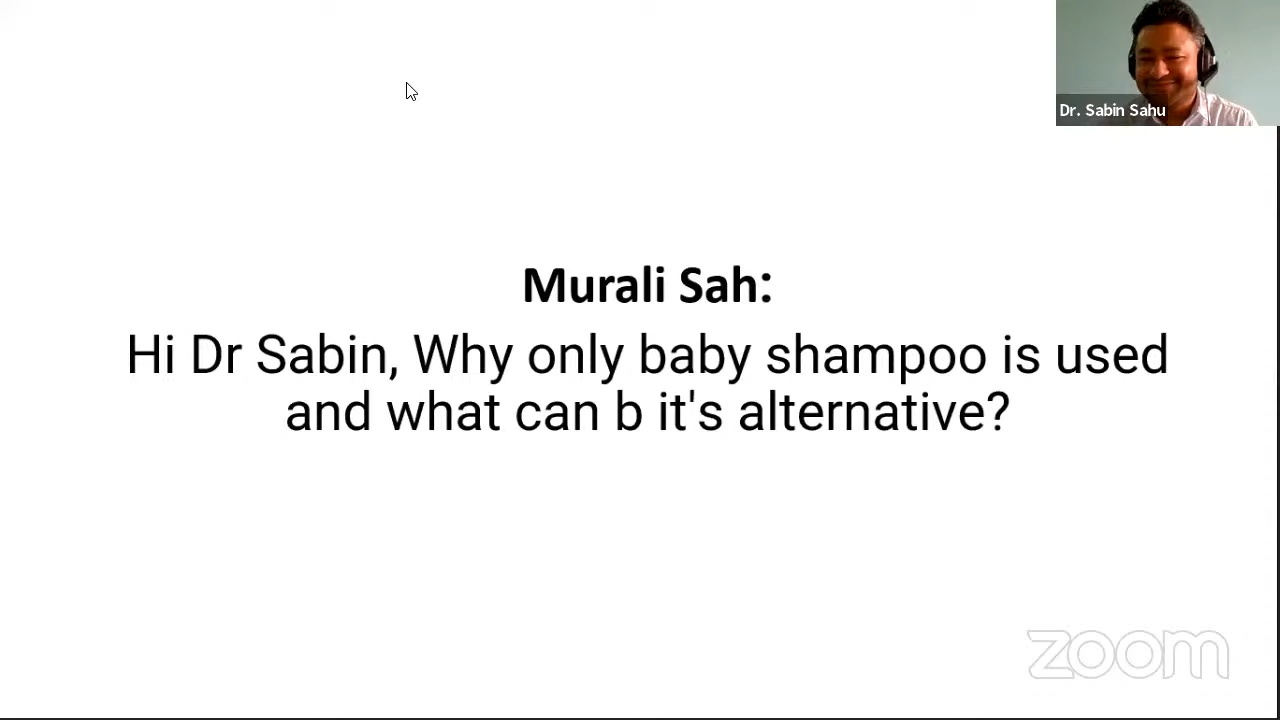 Dr. Sabin Sahu
Murali Sah:
Hi Dr Sabin, Why only baby shampoo is used
and what can b it's alternative?
zoom